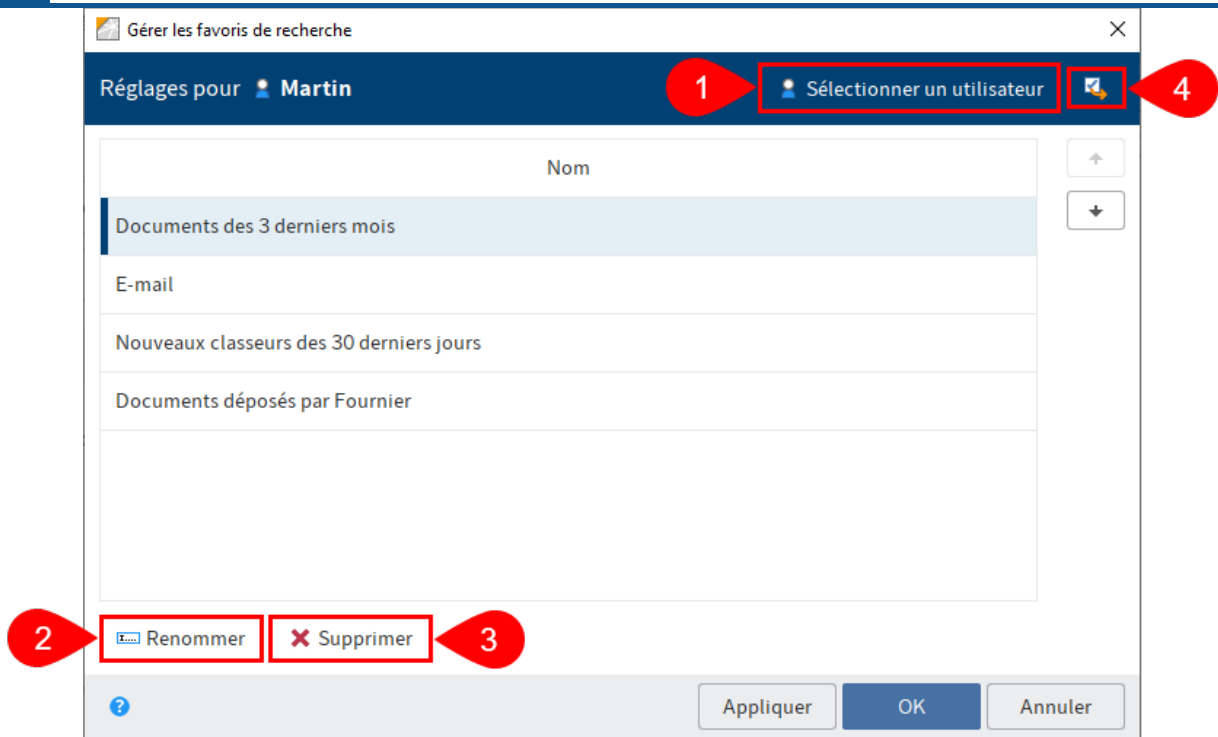 Gérer les favoris de recherche
Réglages pour Martin
1
Sélectionner un utilisateur
4
Nom
Documents des 3 derniers mois
E-mail
Nouveaux classeurs des 30 derniers jours
Documents déposés par Fournier
2
Renommer
Supprimer
3
?
Appliquer
OK
Annuler